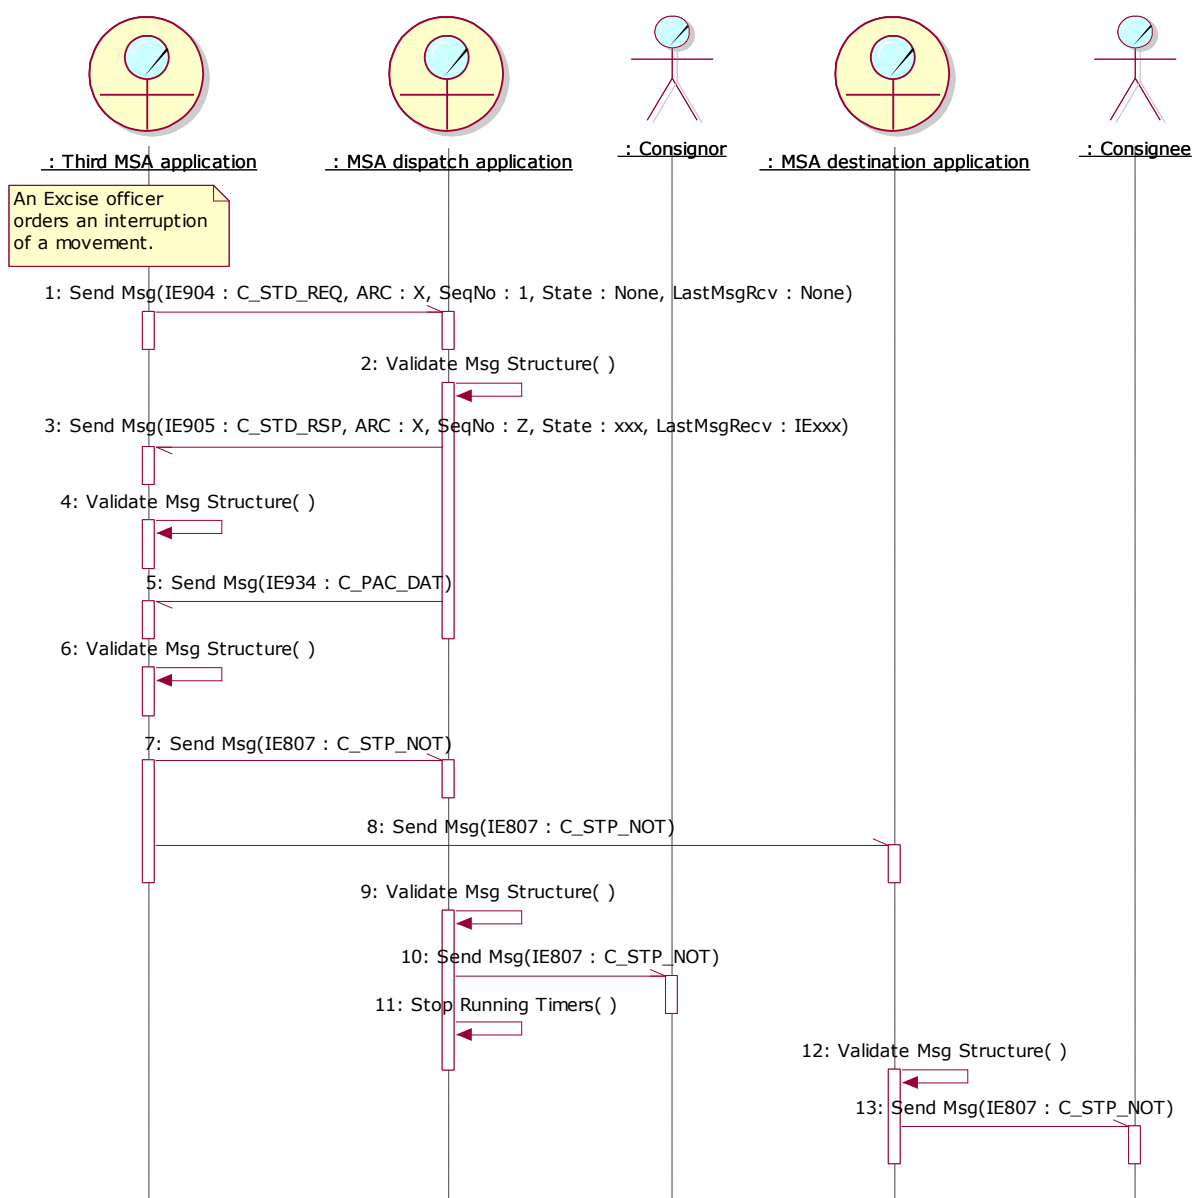 : Third MSA application
: MSA dispatch application
: Consignor
: MSA destination application
: Consignee
An Excise officer
orders an interruption
of a movement.
1: Send Msg(IE904 : C_STD_REQ, ARC : X, SeqNo : 1, State : None, LastMsgRcv : None)
2: Validate Msg Structure( )
3: Send Msg(IE905 : C_STD_RSP, ARC : X, SeqNo : Z, State : xxx, LastMsgRecv : IExxx)
4: Validate Msg Structure( )
5: Send Msg(IE934 : C_PAC_DAT)
6: Validate Msg Structure( )
7: Send Msg(IE807 : C_STP_NOT)
8: Send Msg(IE807 : C_STP_NOT)
9: Validate Msg Structure( )
10: Send Msg(IE807 : C_STP_NOT)
11: Stop Running Timers( )
12: Validate Msg Structure( )
13: Send Msg(IE807 : C_STP_NOT)